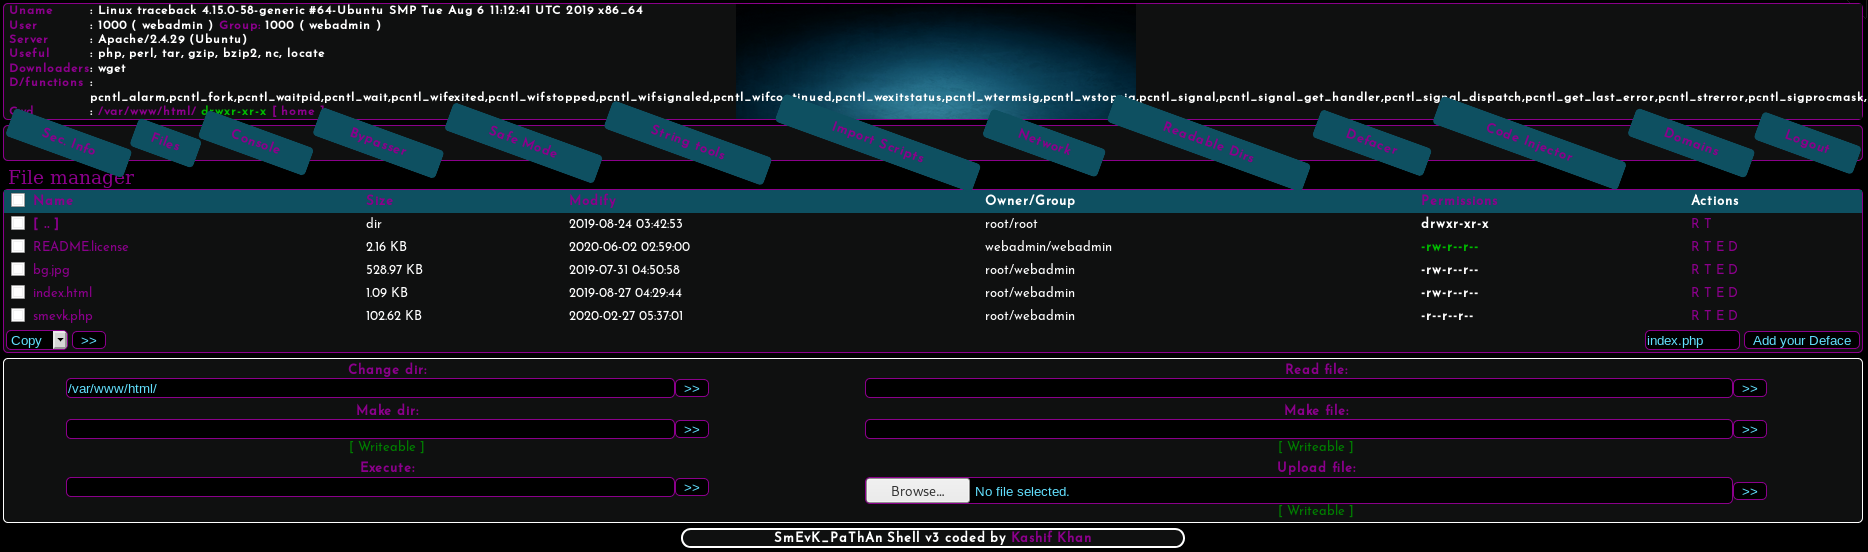 Uname : Linux traceback 4.15.0-58-generic #64-Ubuntu SMP Tue Aug 6 11:12:41 UTC 2019 x86_64
User : 1000 ( webadmin ) Group: 1000 ( webadmin )
Server : Apache/2.4.29 (Ubuntu)
Useful : php, perl, tar, gzip, bzip2, nc, locate
Downloaders: wget
D/functions :
pcntl_alarm,pcntl_fork,pcntl_waitpid,pcntl_wait,pcntl_wifexited,pcntl_wifstopped,pcntl_wifsignaled,pcntl_wifcontinued,pcntl_wexitstatus,pcntl_wtermsig,pcntl_wstopsig,pcntl_signal,pcntl_signal_get_handler,pcntl_signal_dispatch,pcntl_get_last_error,pcntl_strerror,pcntl_sigprocmask,
Cwd : /var/www/html/ drwxr-xr-x [ home ]
Sec. Info Files Console Bypasser Safe Mode String tools Import Scripts Network Readable Dirs Defacer Code Injector Domains Logout
File manager
Name Size Modify Owner/Group Permissions Actions
[ .. ] dir 2019-08-24 03:42:53 root/root drwxr-xr-x R T
README.license 2.16 KB 2020-06-02 02:59:00 webadmin/webadmin -rw-r--r-- R T E D
bg.jpg 528.97 KB 2019-07-31 04:50:58 root/webadmin -rw-r--r-- R T E D
index.html 1.09 KB 2019-08-27 04:29:44 root/webadmin -rw-r--r-- R T E D
smevk.php 102.62 KB 2020-02-27 05:37:01 root/webadmin -r--r--r-- R T E D
Copy >> index.php Add your Deface
Change dir: Read file:
/var/www/html/ >> >>
Make dir: Make file:
>> >>
[ Writeable ] [ Writeable ]
Execute: Upload file:
>> Browse... No file selected. >>
[ Writeable ]
SmEvK_PaThAn Shell v3 coded by Kashif Khan